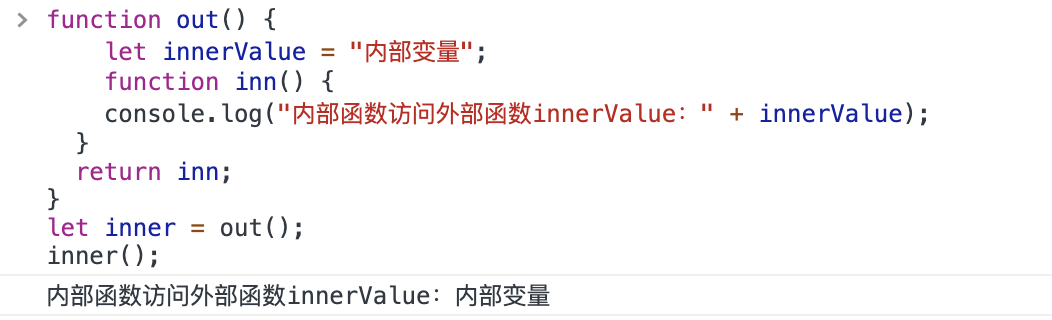 > function out() {
let innerValue = "内部变量";
function inn() {
console.log("内部函数访问外部函数innerValue：" + innerValue);
}
return inn;
}
let inner = out();
inner();
内部函数访问外部函数innerValue：内部变量